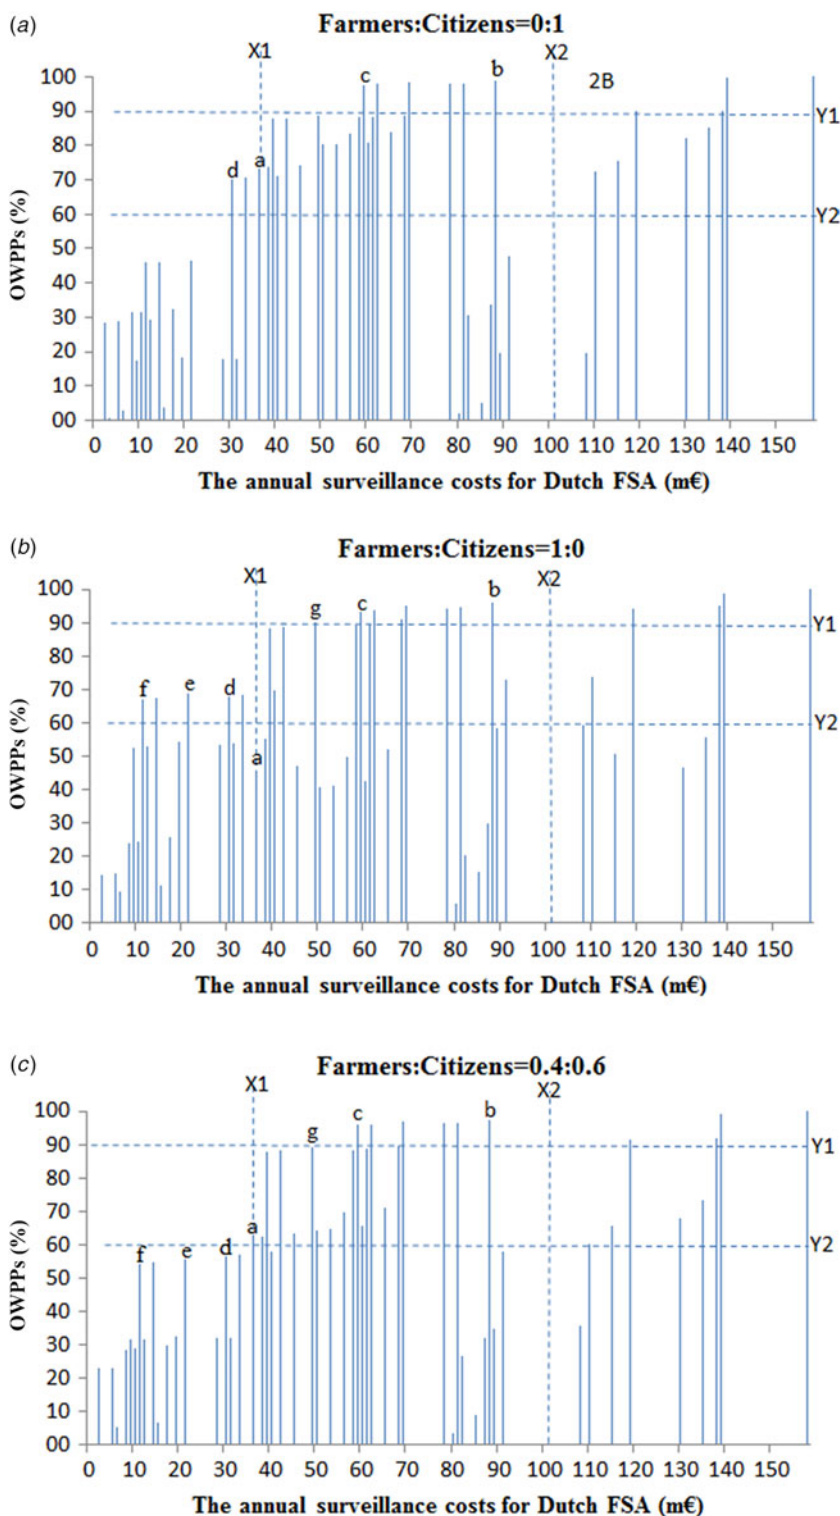 (a)
Farmers:Citizens=0:1
X1
X2
c
b
2B
100
90
80
70
60
50
40
30
20
10
00
Y1
Y2
d
a
OWPPs (%)
0 10 20 30 40 50 60 70 80 90 100 110 120 130 140 150
The annual surveillance costs for Dutch FSA (m€)
(b)
Farmers:Citizens=1:0
X1
X2
g
c
b
100
90
80
70
60
50
40
30
20
10
00
Y1
Y2
f
e
d
a
OWPPs (%)
0 10 20 30 40 50 60 70 80 90 100 110 120 130 140 150
The annual surveillance costs for Dutch FSA (m€)
(c)
Farmers:Citizens=0.4:0.6
X1
X2
g
c
b
100
90
80
70
60
50
40
30
20
10
00
Y1
Y2
f
e
d
a
OWPPs (%)
0 10 20 30 40 50 60 70 80 90 100 110 120 130 140 150
The annual surveillance costs for Dutch FSA (m€)